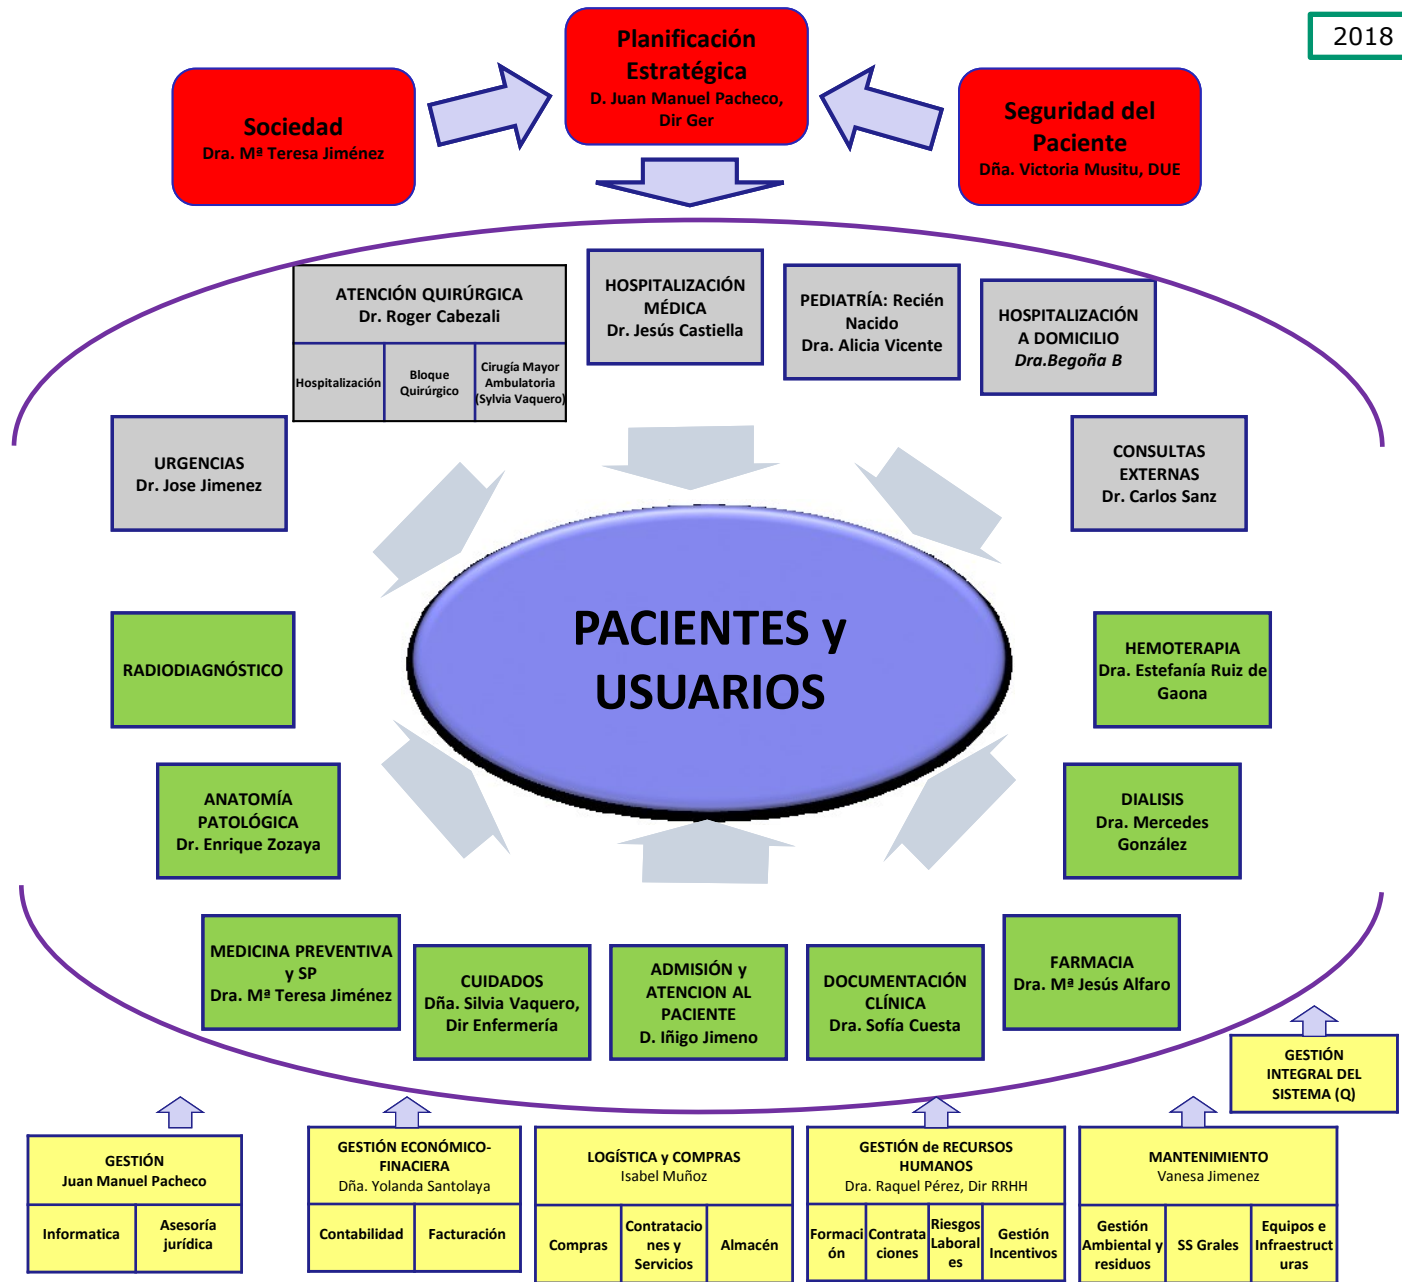 2018
Planificación
Estratégica
D. Juan Manuel Pacheco,
Dir Ger
Sociedad
Dra. Mª Teresa Jiménez
Seguridad del
Paciente
Dña. Victoria Musitu, DUE
ATENCIÓN QUIRÚRGICA
Dr. Roger Cabezali
Hospitalización
Bloque
Quirúrgico
Cirugía Mayor
Ambulatoria
(Sylvia Vaquero)
HOSPITALIZACIÓN
MÉDICA
Dr. Jesús Castiella
PEDIATRÍA: Recién
Nacido
Dra. Alicia Vicente
HOSPITALIZACIÓN
A DOMICILIO
Dra.Begoña B
URGENCIAS
Dr. Jose Jimenez
CONSULTAS
EXTERNAS
Dr. Carlos Sanz
PACIENTES y
USUARIOS
RADIODIAGNÓSTICO
HEMOTERAPIA
Dra. Estefanía Ruiz de
Gaona
ANATOMÍA
PATOLÓGICA
Dr. Enrique Zozaya
DIALISIS
Dra. Mercedes
González
MEDICINA PREVENTIVA
y SP
Dra. Mª Teresa Jiménez
CUIDADOS
Dña. Silvia Vaquero,
Dir Enfermería
ADMISIÓN y
ATENCION AL
PACIENTE
D. Iñigo Jimeno
DOCUMENTACIÓN
CLÍNICA
Dra. Sofía Cuesta
FARMACIA
Dra. Mª Jesús Alfaro
GESTIÓN
INTEGRAL DEL
SISTEMA (Q)
GESTIÓN
Juan Manuel Pacheco
Informatica
Asesoría
jurídica
GESTIÓN ECONÓMICO-
FINACIERA
Dña. Yolanda Santolaya
Contabilidad
Facturación
LOGÍSTICA y COMPRAS
Isabel Muñoz
Compras
Contratacio
nes y
Servicios
Almacén
GESTIÓN de RECURSOS
HUMANOS
Dra. Raquel Pérez, Dir RRHH
Formaci
ón
Contrata
ciones
Riesgos
Laboral
es
Gestión
Incentivos
MANTENIMIENTO
Vanesa Jimenez
Gestión
Ambiental y
residuos
SS Grales
Equipos e
Infraestruct
uras